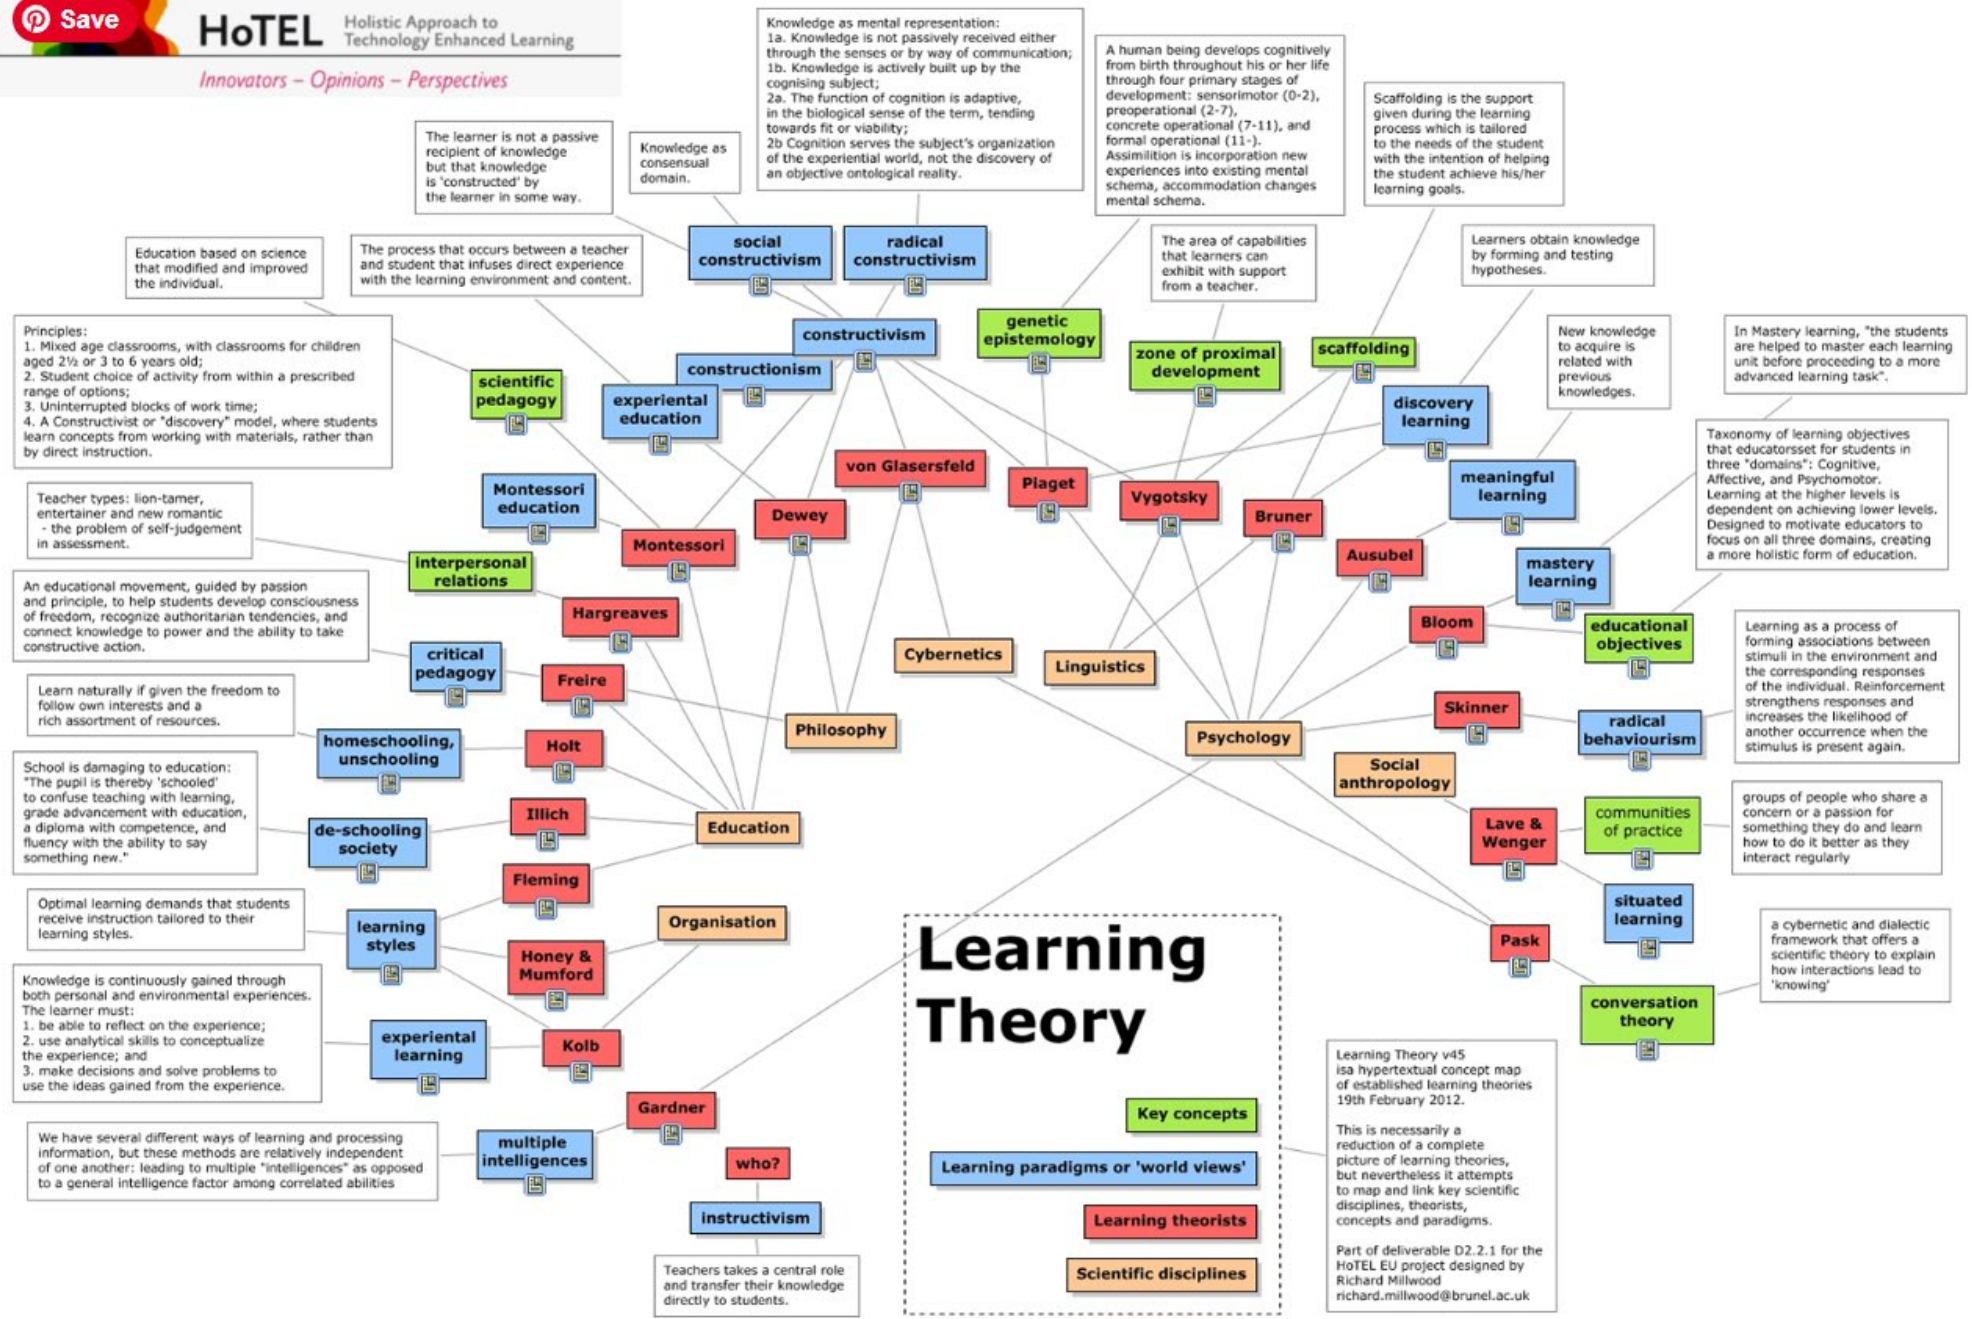 Save
HoTEL
Holistic Approach to
Technology Enhanced Learning
Innovators – Opinions – Perspectives
Knowledge as mental representation:
1a. Knowledge is not passively received either
through the senses or by way of communication;
1b. Knowledge is actively built up by the
cognising subject;
2a. The function of cognition is adaptive,
in the biological sense of the term, tending
towards fit or viability;
2b Cognition serves the subject's organization
of the experiential world, not the discovery of
an objective ontological reality.
A human being develops cognitively
from birth throughout his or her life
through four primary stages of
development: sensorimotor (0-2),
preoperational (2-7),
concrete operational (7-11), and
formal operational (11-).
Assimilition is incorporation new
experiences into existing mental
schema, accommodation changes
mental schema.
Scaffolding is the support
given during the learning
process which is tailored
to the needs of the student
with the intention of helping
the student achieve his/her
learning goals.
The learner is not a passive
recipient of knowledge
but that knowledge
is 'constructed' by
the learner in some way.
Knowledge as
consensual
domain.
Education based on science
that modified and improved
the individual.
The process that occurs between a teacher
and student that infuses direct experience
with the learning environment and content.
social
constructivism
radical
constructivism
The area of capabilities
that learners can
exhibit with support
from a teacher.
Learners obtain knowledge
by forming and testing
hypotheses.
Principles:
1. Mixed age classrooms, with classrooms for children
aged 2½ or 3 to 6 years old;
2. Student choice of activity from within a prescribed
range of options;
3. Uninterrupted blocks of work time;
4. A Constructivist or "discovery" model, where students
learn concepts from working with materials, rather than
by direct instruction.
constructivism
genetic
epistemology
zone of proximal
development
scaffolding
New knowledge
to acquire is
related with
previous
knowledges.
In Mastery learning, "the students
are helped to master each learning
unit before proceeding to a more
advanced learning task".
constructionism
scientific
pedagogy
experiential
education
discovery
learning
Taxonomy of learning objectives
that educatorsset for students in
three "domains": Cognitive,
Affective, and Psychomotor.
Learning at the higher levels is
dependent on achieving lower levels.
Designed to motivate educators to
focus on all three domains, creating
a more holistic form of education.
Teacher types: lion-tamer,
entertainer and new romantic
- the problem of self-judgement
in assessment.
Montessori
education
von Glasersfeld
Piaget
Vygotsky
Bruner
meaningful
learning
Dewey
Montessori
Ausubel
mastery
learning
interpersonal
relations
An educational movement, guided by passion
and principle, to help students develop consciousness
of freedom, recognize authoritarian tendencies, and
connect knowledge to power and the ability to take
constructive action.
Hargreaves
Bloom
educational
objectives
Learning as a process of
forming associations between
stimuli in the environment and
the corresponding responses
of the individual. Reinforcement
strengthens responses and
increases the likelihood of
another occurrence when the
stimulus is present again.
critical
pedagogy
Freire
Cybernetics
Linguistics
Learn naturally if given the freedom to
follow own interests and a
rich assortment of resources.
Philosophy
Psychology
Skinner
radical
behaviourism
homeschooling,
unschooling
Holt
Social
anthropology
School is damaging to education:
"The pupil is thereby 'schooled'
to confuse teaching with learning,
grade advancement with education,
a diploma with competence, and
fluency with the ability to say
something new."
de-schooling
society
Illich
Education
Lave &
Wenger
communities
of practice
groups of people who share a
concern or a passion for
something they do and learn
how to do it better as they
interact regularly
Fleming
Optimal learning demands that students
receive instruction tailored to their
learning styles.
learning
styles
Organisation
situated
learning
Honey &
Mumford
Pask
a cybernetic and dialectic
framework that offers a
scientific theory to explain
how interactions lead to
'knowing'
Knowledge is continuously gained through
both personal and environmental experiences.
The learner must:
1. be able to reflect on the experience;
2. use analytical skills to conceptualize
the experience; and
3. make decisions and solve problems to
use the ideas gained from the experience.
experiential
learning
Kolb
conversation
theory
Learning
Theory
Gardner
We have several different ways of learning and processing
information, but these methods are relatively independent
of one another: leading to multiple "intelligences" as opposed
to a general intelligence factor among correlated abilities
multiple
intelligences
who?
instructivism
Teachers takes a central role
and transfer their knowledge
directly to students.
Key concepts
Learning paradigms or 'world views'
Learning theorists
Scientific disciplines
Learning Theory v45
isa hypertextual concept map
of established learning theories
19th February 2012.
This is necessarily a
reduction of a complete
picture of learning theories,
but nevertheless it attempts
to map and link key scientific
disciplines, theorists,
concepts and paradigms.
Part of deliverable D2.2.1 for the
HoTEL EU project designed by
Richard Millwood
richard.millwood@brunel.ac.uk